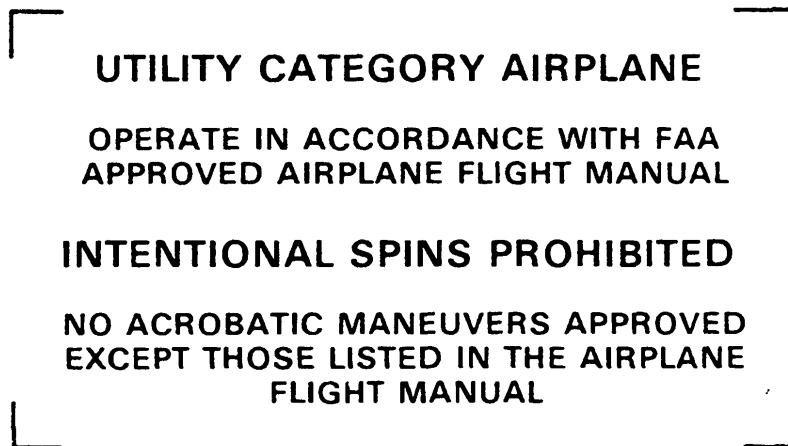 UTILITY CATEGORY AIRPLANE
OPERATE IN ACCORDANCE WITH FAA
APPROVED AIRPLANE FLIGHT MANUAL
INTENTIONAL SPINS PROHIBITED
NO ACROBATIC MANEUVERS APPROVED
EXCEPT THOSE LISTED IN THE AIRPLANE
FLIGHT MANUAL